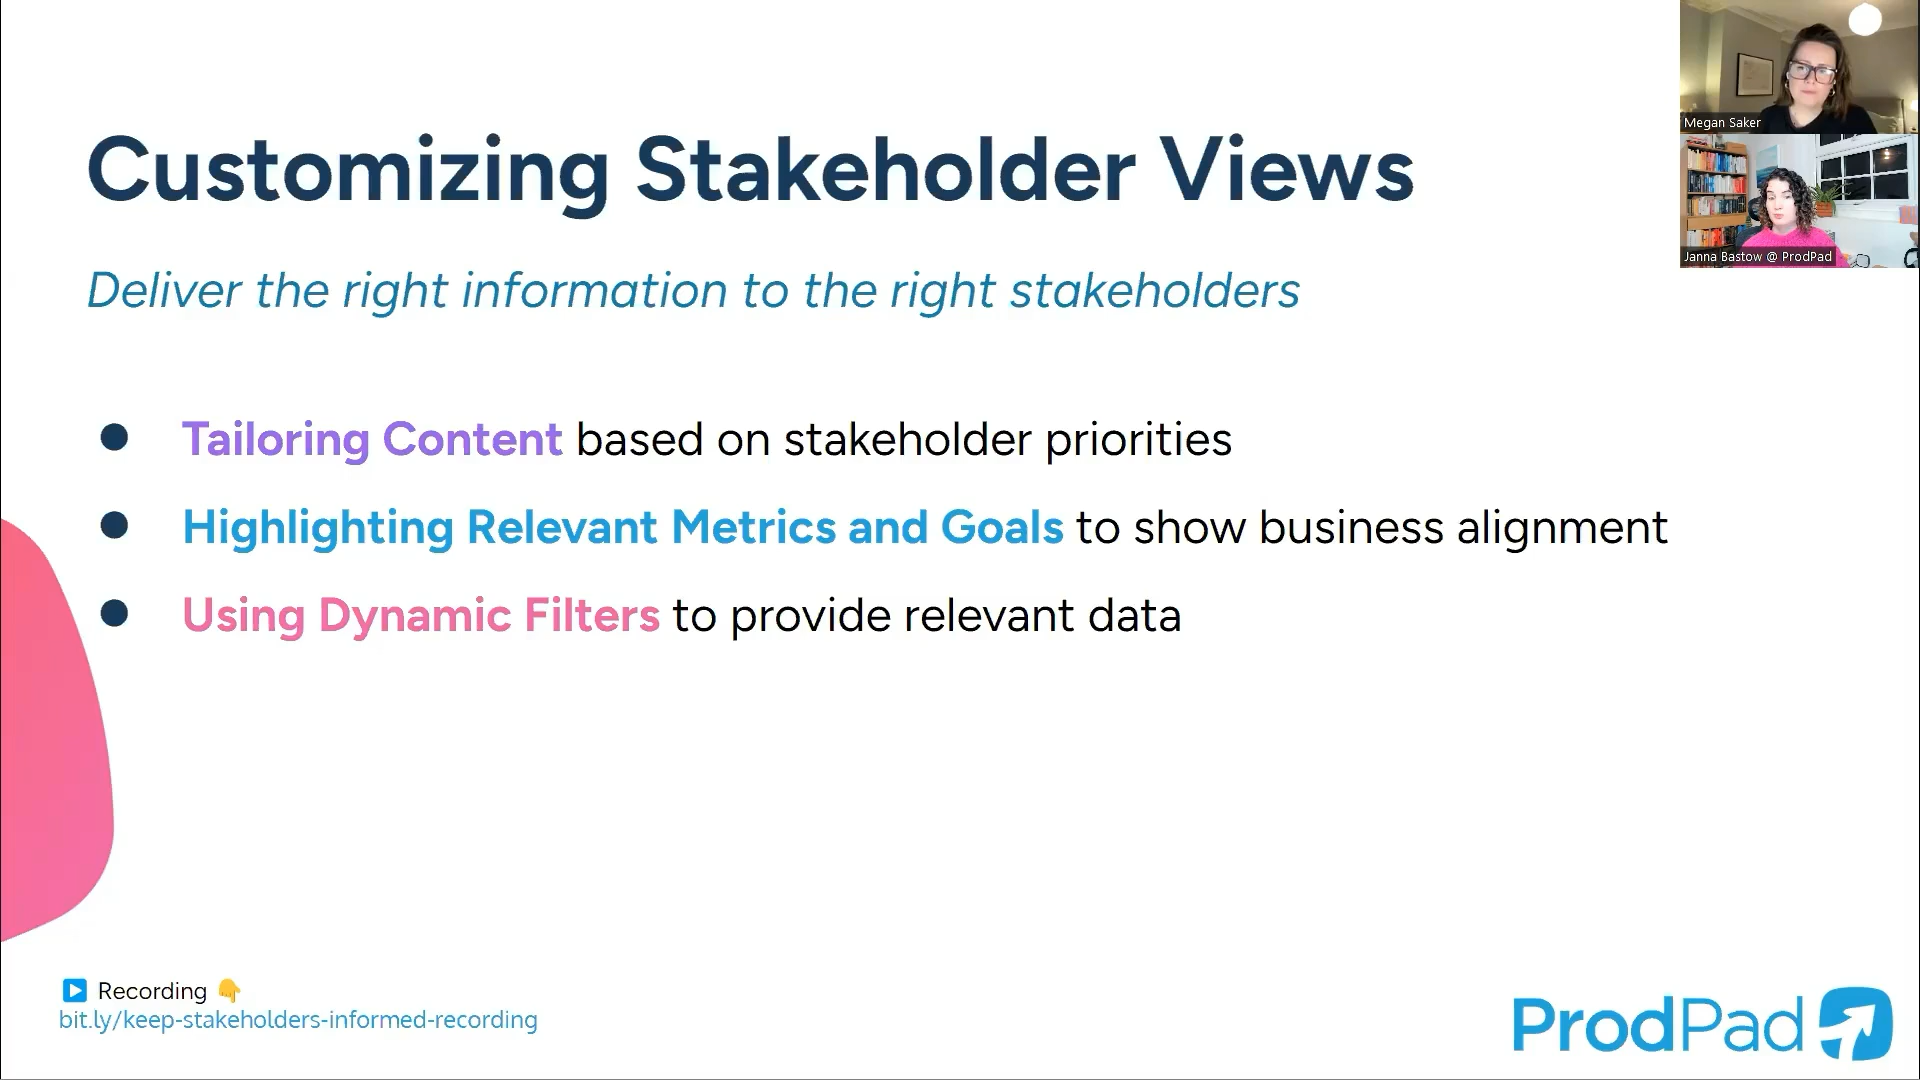 Customizing Stakeholder Views
Deliver the right information to the right stakeholders
● Tailoring Content based on stakeholder priorities
● Highlighting Relevant Metrics and Goals to show business alignment
● Using Dynamic Filters to provide relevant data
Megan Saker
Janna Bastow @ ProdPad
▶️ Recording 👇
bit.ly/keep-stakeholders-informed-recording
ProdPad